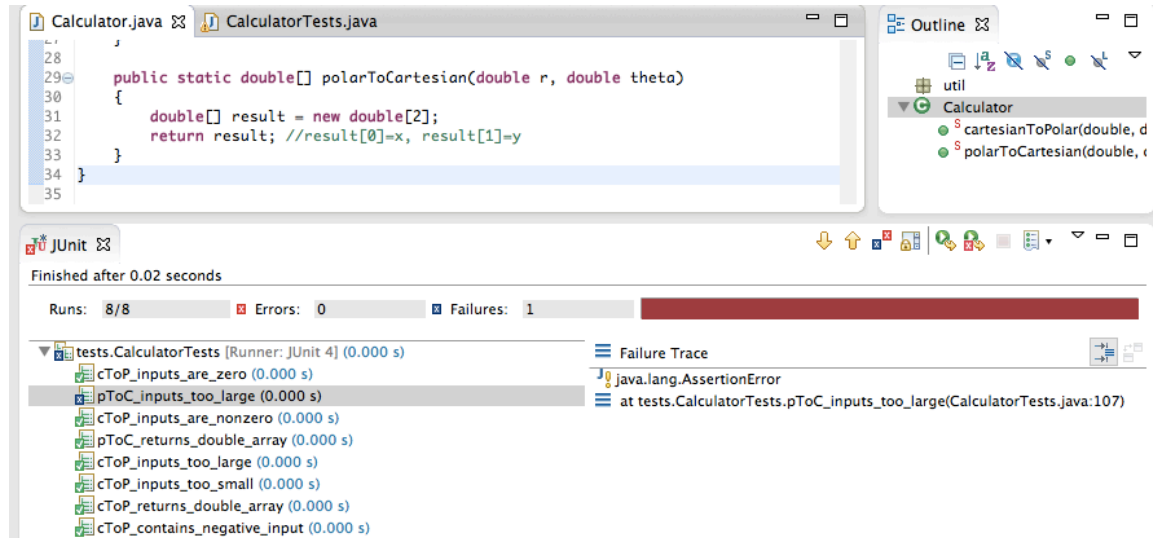 Calculator.java CalculatorTests.java
28
29 public static double[] polarToCartesian(double r, double theta)
30 {
31 double[] result = new double[2];
32 return result; //result[0]=x, result[1]=y
33 }
34 }
35
Outline
util
Calculator
S cartesianToPolar(double, d
S polarToCartesian(double,
JUnit
Finished after 0.02 seconds
Runs: 8/8 Errors: 0 Failures: 1
tests.CalculatorTests [Runner: JUnit 4] (0.000 s)
cToP_inputs_are_zero (0.000 s)
pToC_inputs_too_large (0.000 s)
cToP_inputs_are_nonzero (0.000 s)
pToC_returns_double_array (0.000 s)
cToP_inputs_too_large (0.000 s)
cToP_inputs_too_small (0.000 s)
cToP_returns_double_array (0.000 s)
cToP_contains_negative_input (0.000 s)
Failure Trace
java.lang.AssertionError
at tests.CalculatorTests.pToC_inputs_too_large(CalculatorTests.java:107)